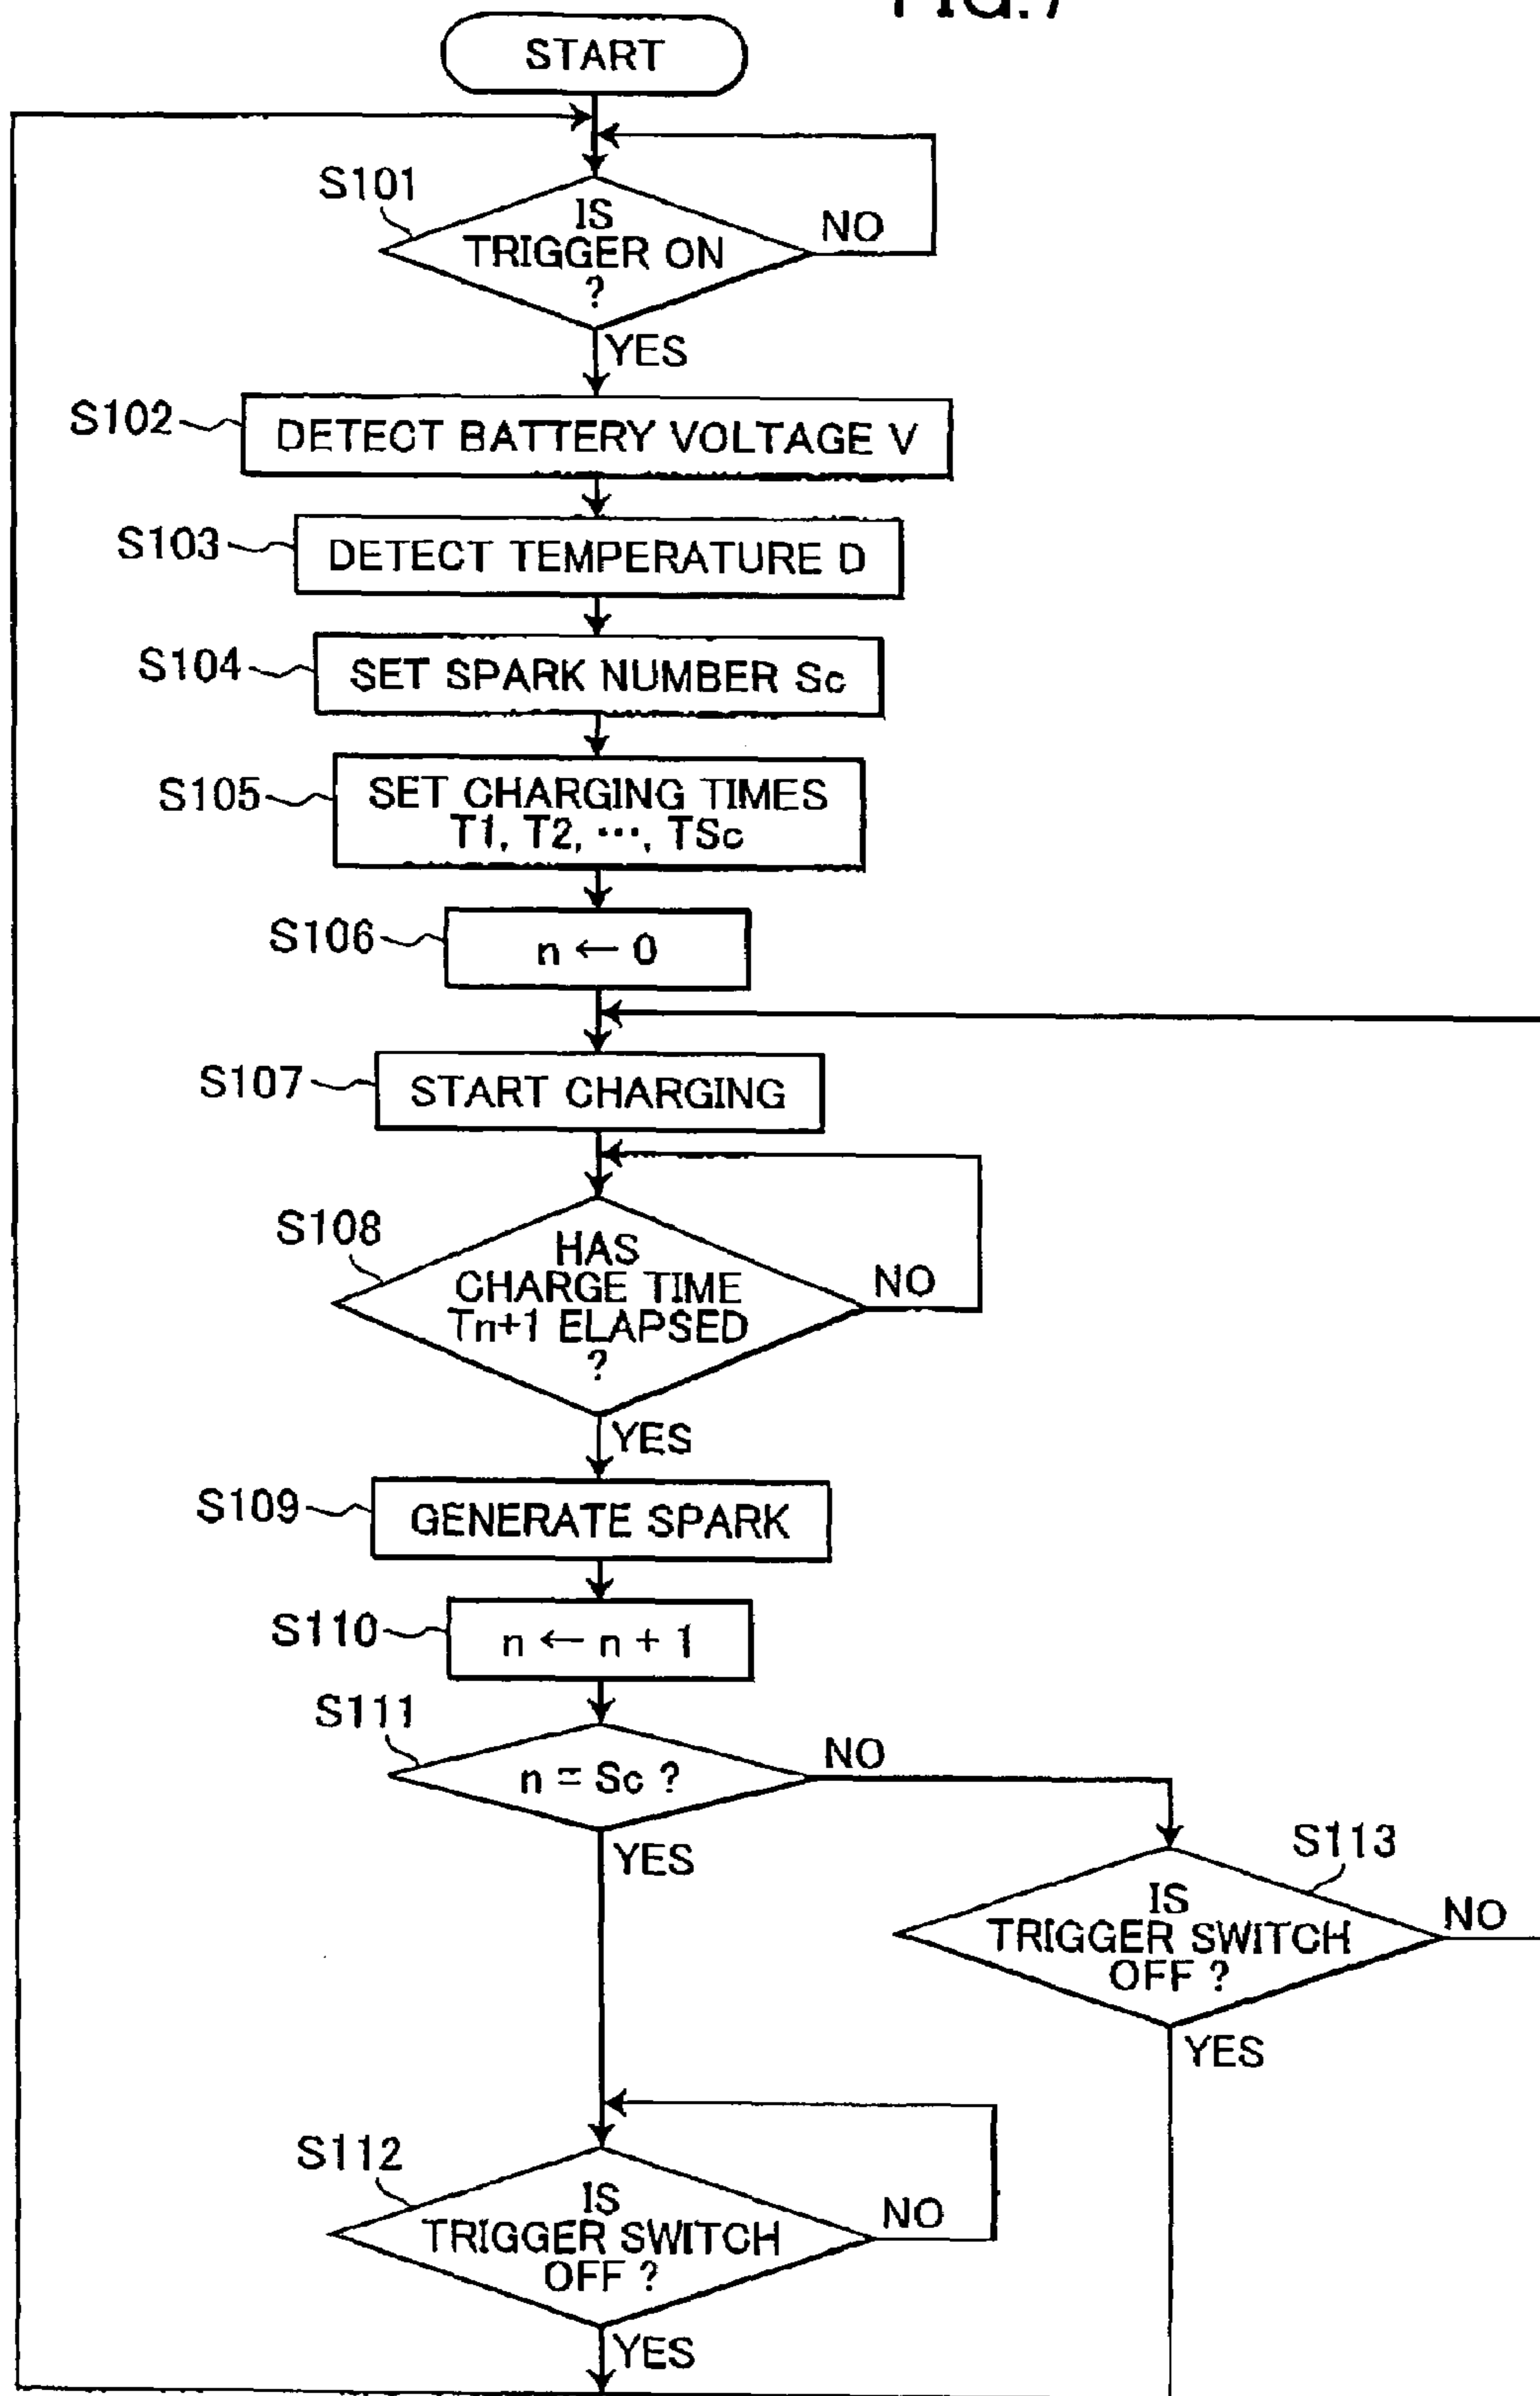 FIG.7
START
S101
IS
TRIGGER ON
?
NO
YES
S102
DETECT BATTERY VOLTAGE V
S103
DETECT TEMPERATURE D
S104
SET SPARK NUMBER Sc
S105
SET CHARGING TIMES
T1, T2, ···, TSc
S106
n ← 0
S107
START CHARGING
S108
HAS
CHARGE TIME
Tn+1 ELAPSED
?
NO
YES
S109
GENERATE SPARK
S110
n ← n + 1
S111
n = Sc ?
NO
YES
S113
IS
TRIGGER SWITCH
OFF ?
NO
YES
S112
IS
TRIGGER SWITCH
OFF ?
NO
YES